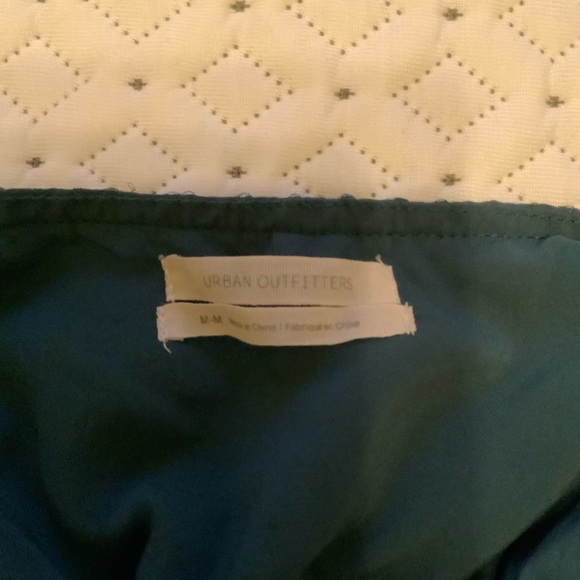 URBAN OUTFITTERS
M-M Made in China | Fabriqué en Chine